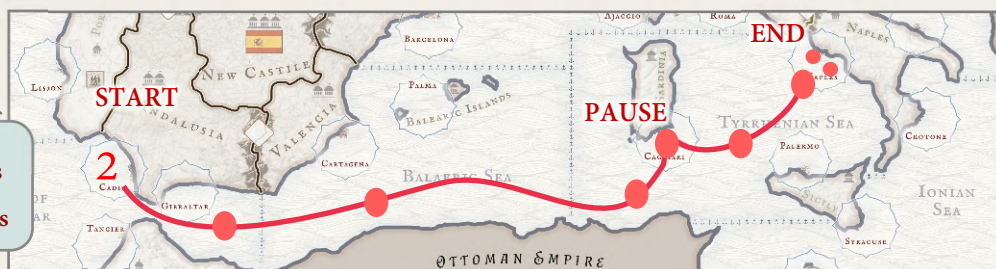 Ajaccio
Roma
END
Naples
Barcelona
Lisbon
New Castile
START
Palma
Balearic Islands
Sardinia
PAUSE
Andalusia
Valencia
Tyrrhenian Sea
Crotone
Palermo
Cagliari
Cartagena
2
Cadiz
Balearic Sea
Gibraltar
Sicily
Ionian
Sea
Tangier
Syracuse
Ottoman Empire